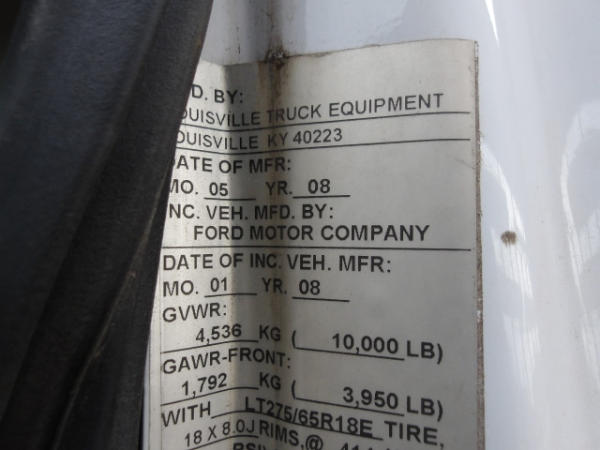 D. BY:
OUISVILLE TRUCK EQUIPMENT
OUISVILLE KY 40223
DATE OF MFR:
MO. 05 YR. 08
INC. VEH. MFD. BY:
FORD MOTOR COMPANY
DATE OF INC. VEH. MFR:
MO. 01 YR. 08
GVWR:
4,536 KG ( 10,000 LB)
GAWR-FRONT:
1,792 KG ( 3,950 LB)
WITH LT275/65R18E TIRE,
18 X 8.0J RIMS,@